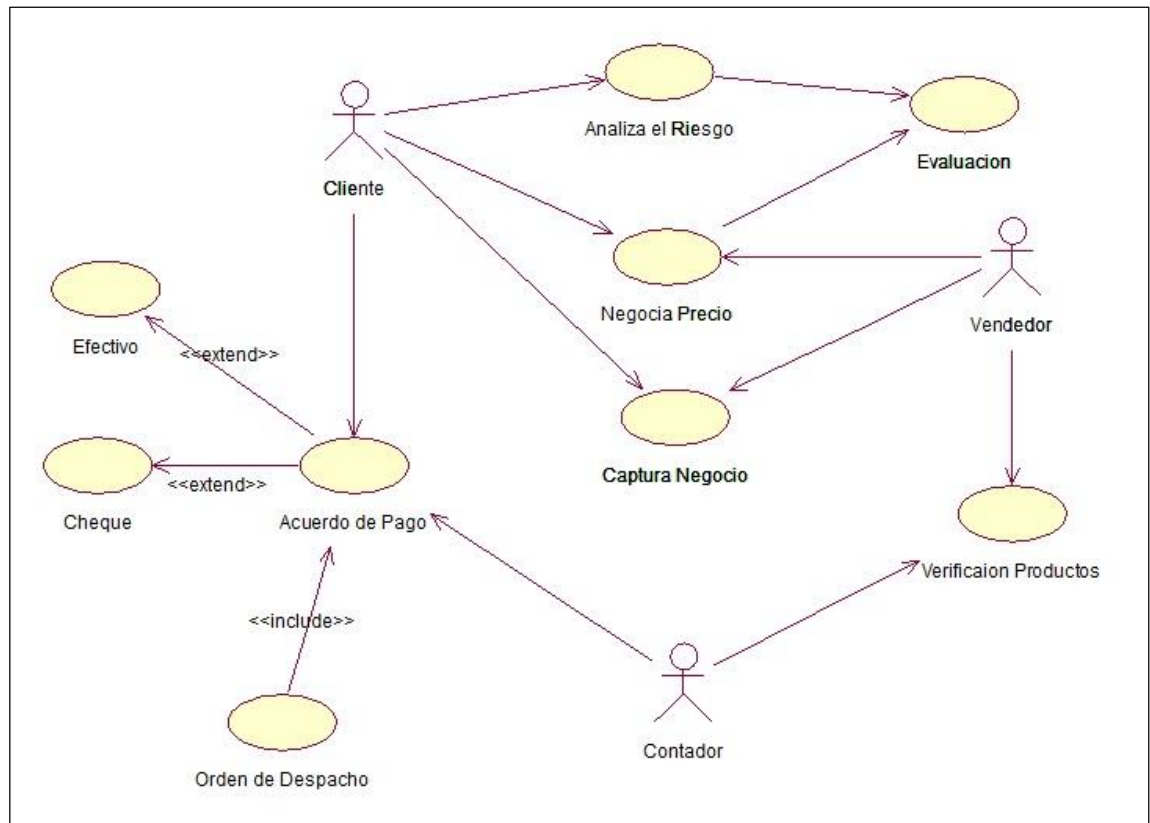 Analiza el Riesgo
Evaluacion
Cliente
Negocia Precio
Vendedor
Efectivo
<<extend>>
Captura Negocio
<<extend>>
Cheque
Acuerdo de Pago
Verificaion Productos
<<include>>
Contador
Orden de Despacho